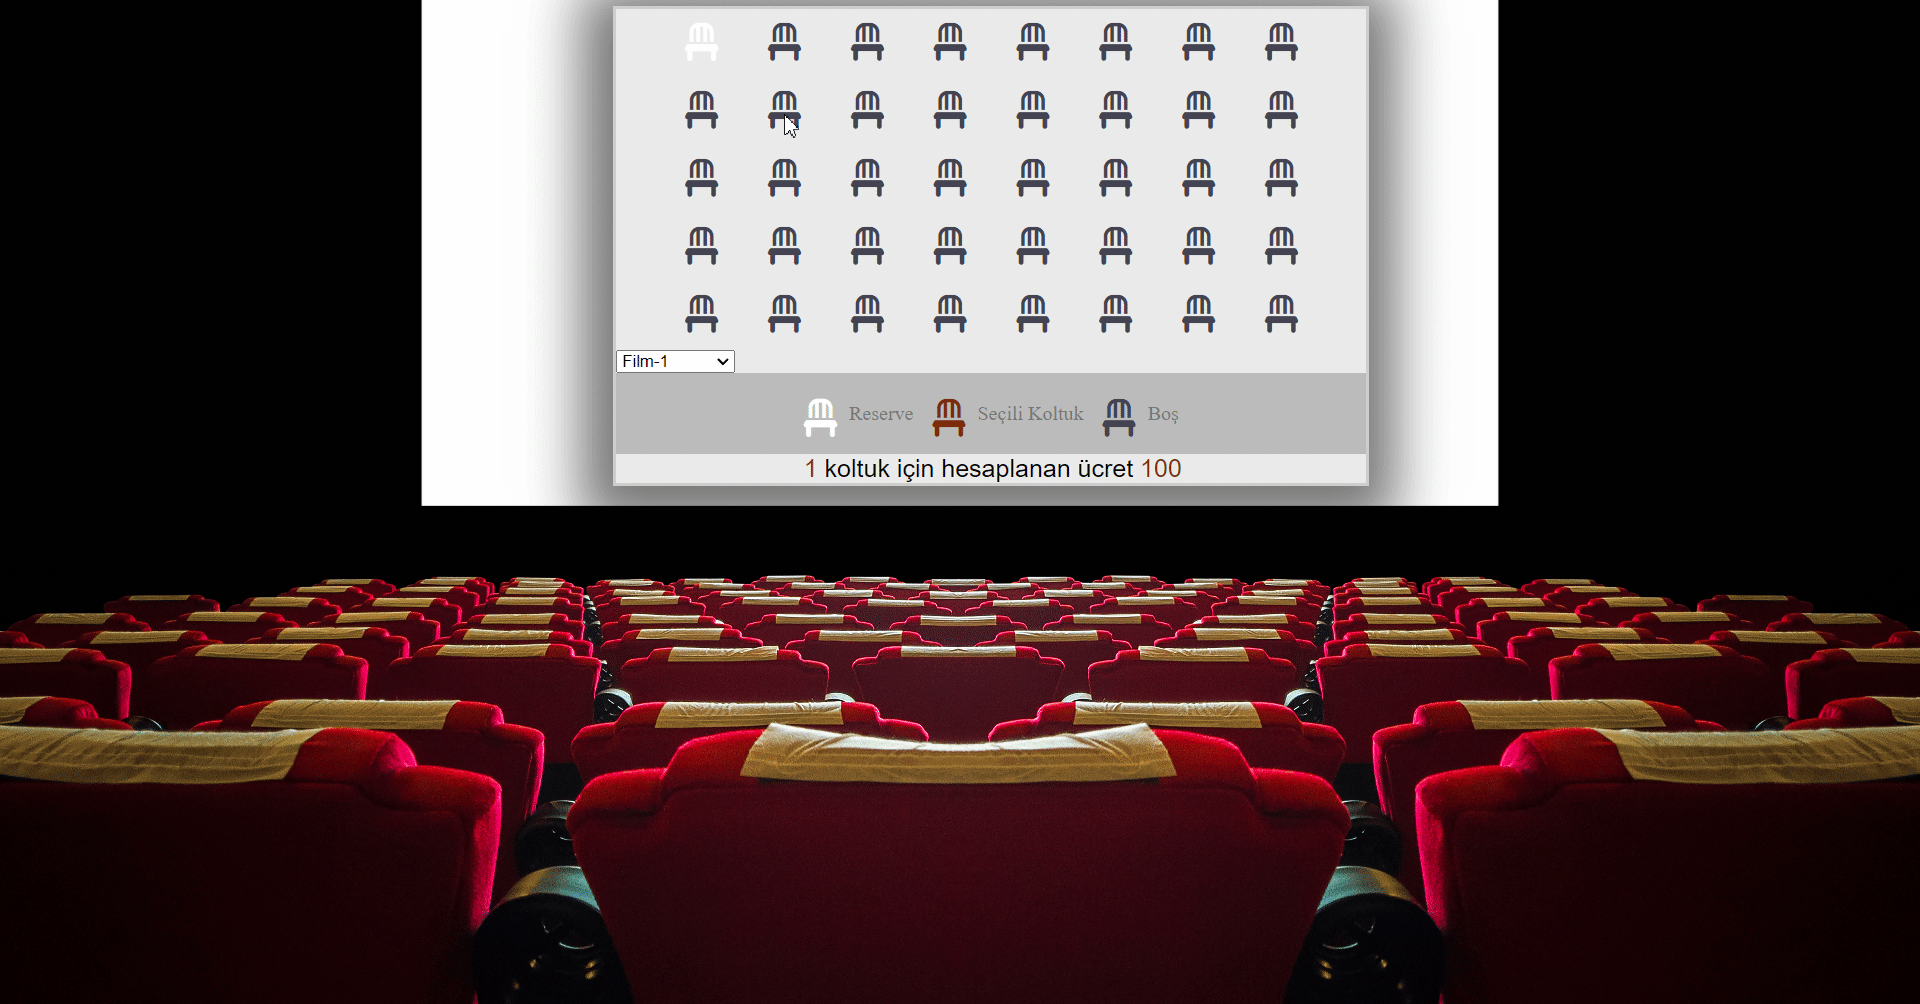 Film-1
Reserve Seçili Koltuk Boş
1 koltuk için hesaplanan ücret 100